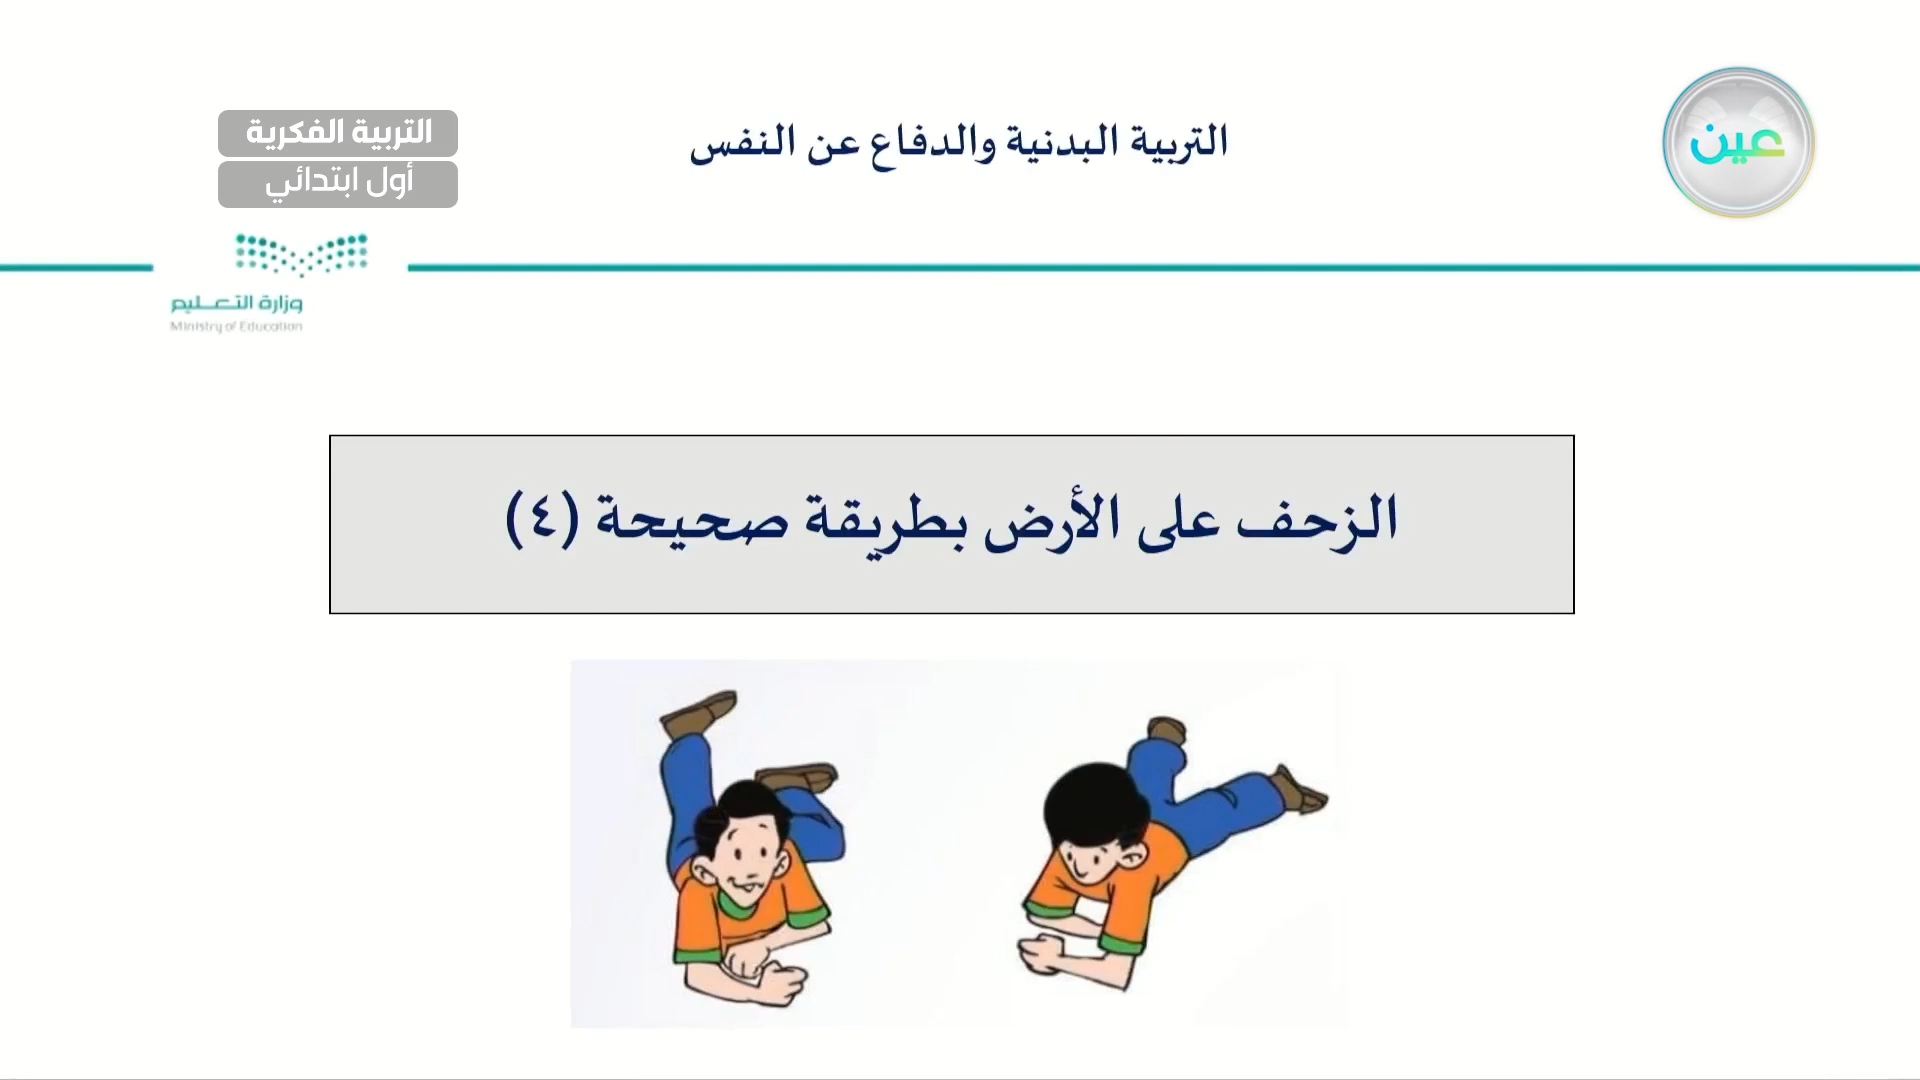 عين
التربية البدنية والدفاع عن النفس
التربية الفكرية
أول ابتدائي
وزارة التعـــليم
Ministry of Education
الزحف على الأرض بطريقة صحيحة (٤)